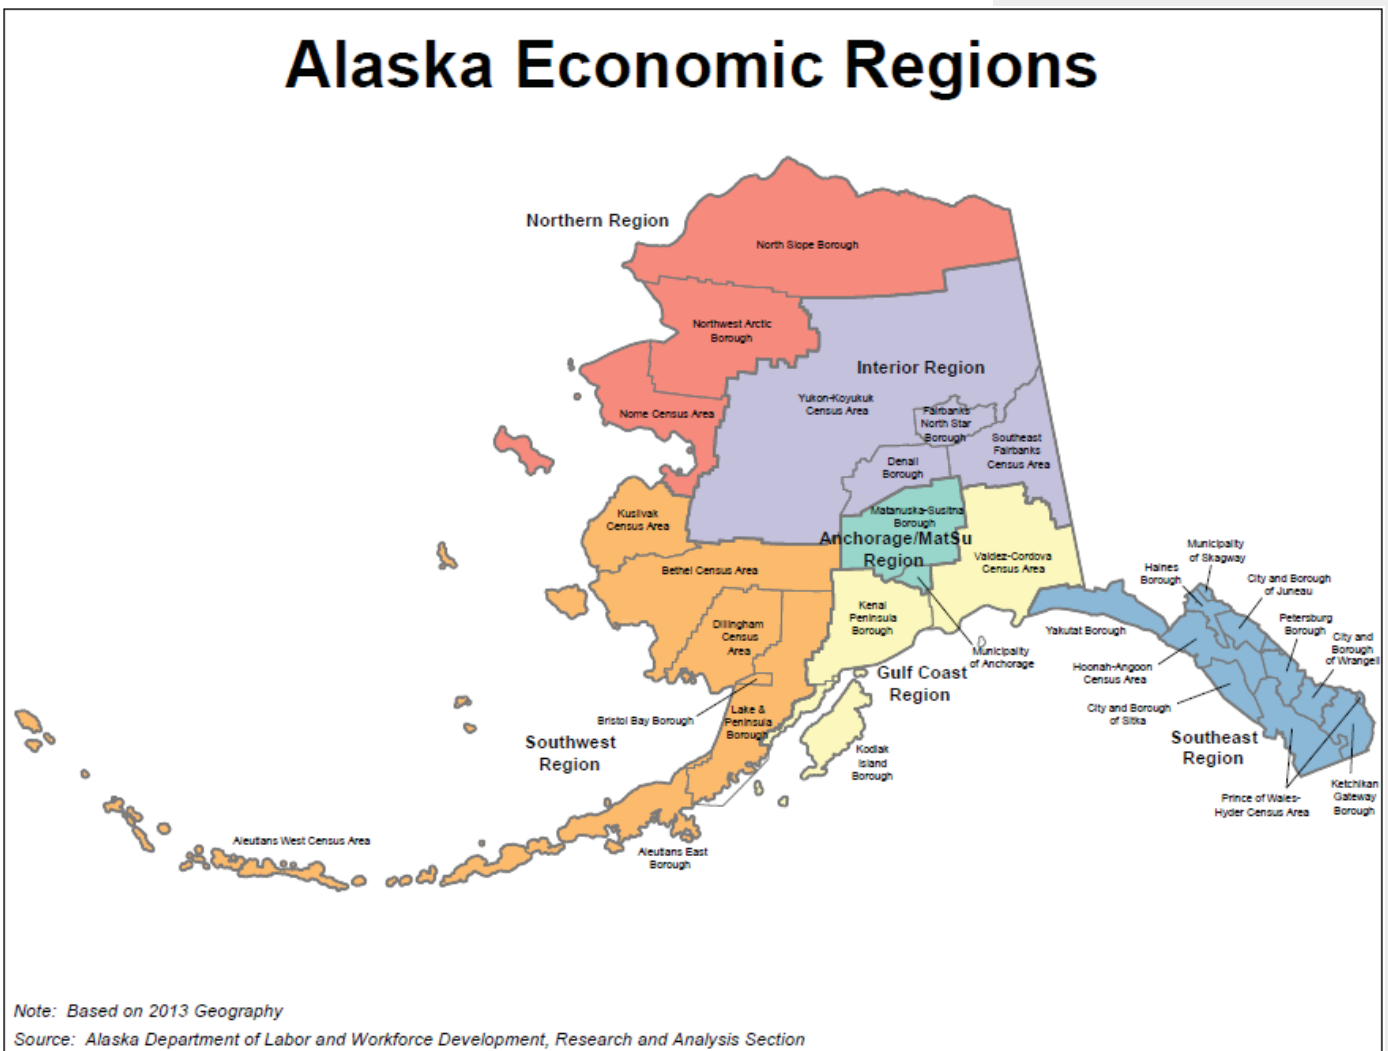 Alaska Economic Regions
Northern Region
North Slope Borough
Northwest Arctic
Borough
Nome Census Area
Interior Region
Yukon-Koyukuk
Census Area
Fairbanks
North Star
Borough
Southeast
Fairbanks
Census Area
Denali
Borough
Kusilvak
Census Area
Matanuska-Susitna
Borough
Anchorage/MatSu
Region
Valdez-Cordova
Census Area
Bethel Census Area
Kenai
Peninsula
Borough
Dillingham
Census
Area
Municipality
of Anchorage
Gulf Coast
Region
Bristol Bay Borough
Lake &
Peninsula
Borough
Southwest
Region
Kodiak
Island
Borough
Aleutians West Census Area
Aleutians East
Borough
Municipality
of Skagway
Haines
Borough
City and Borough
of Juneau
Petersburg
Borough
City and
Borough
of Wrangell
Yakutat Borough
Hoonah-Angoon
Census Area
City and Borough
of Sitka
Southeast
Region
Prince of Wales-
Hyder Census Area
Ketchikan
Gateway
Borough
Note: Based on 2013 Geography
Source: Alaska Department of Labor and Workforce Development, Research and Analysis Section